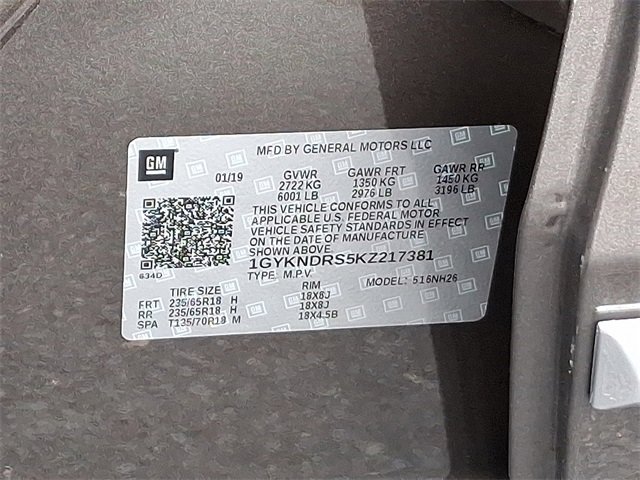 MFD BY GENERAL MOTORS LLC
GM
01/19
GVWR GAWR FRT GAWR RR
2722 KG 1350 KG 1450 KG
6001 LB 2976 LB 3196 LB
THIS VEHICLE CONFORMS TO ALL
APPLICABLE U.S. FEDERAL MOTOR
VEHICLE SAFETY STANDARDS IN EFFECT
ON THE DATE OF MANUFACTURE
SHOWN ABOVE.
1GYKNDRS5KZ217381
634D
TYPE: M.P.V. MODEL: 516NH26
TIRE SIZE RIM
FRT 235/65R18 H 18X8J
RR 235/65R18 H 18X8J
SPA T135/70R18 M 18X4.5B